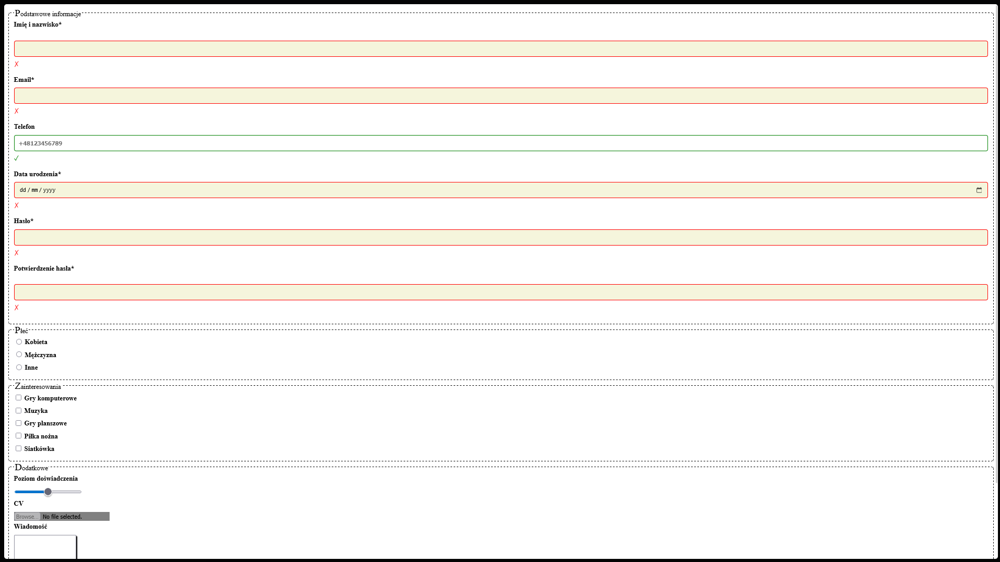 Podstawowe informacje
Imię i nazwisko*
✗
Email*
✗
Telefon
+48123456789
✓
Data urodzenia*
dd / mm / yyyy
✗
Hasło*
✗
Potwierdzenie hasła*
✗
Płeć
Kobieta
Mężczyzna
Inne
Zainteresowania
Gry komputerowe
Muzyka
Gry planszowe
Piłka nożna
Siatkówka
Dodatkowe
Poziom doświadczenia
CV
Browse... No file selected.
Wiadomość